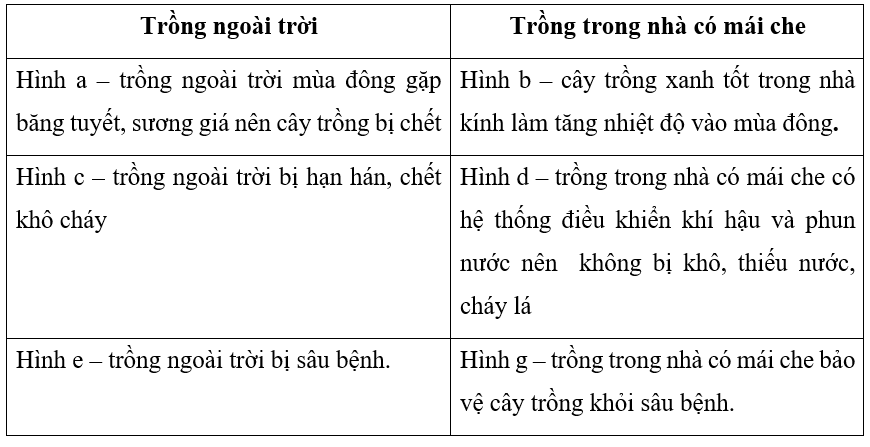 Trồng ngoài trời
Trồng trong nhà có mái che
Hình a – trồng ngoài trời mùa đông gặp
băng tuyết, sương giá nên cây trồng bị chết
Hình b – cây trồng xanh tốt trong nhà
kính làm tăng nhiệt độ vào mùa đông.
Hình c – trồng ngoài trời bị hạn hán, chết
khô cháy
Hình d – trồng trong nhà có mái che có
hệ thống điều khiển khí hậu và phun
nước nên không bị khô, thiếu nước,
cháy lá
Hình e – trồng ngoài trời bị sâu bệnh.
Hình g – trồng trong nhà có mái che bảo
vệ cây trồng khỏi sâu bệnh.